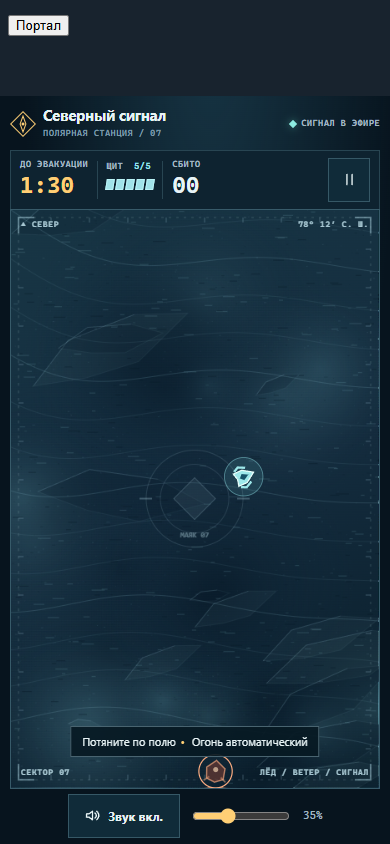 Портал
Северный сигнал
ПОЛЯРНАЯ СТАНЦИЯ / 07
СИГНАЛ В ЭФИРЕ
ДО ЭВАКУАЦИИ
1:30
ЩИТ 5/5
СБИТО
00
▲ СЕВЕР
78° 12′ С. Ш.
МАЯК 07
Потяните по полю • Огонь автоматический
СЕКТОР 07
ЛЁД / ВЕТЕР / СИГНАЛ
Звук вкл.
35%